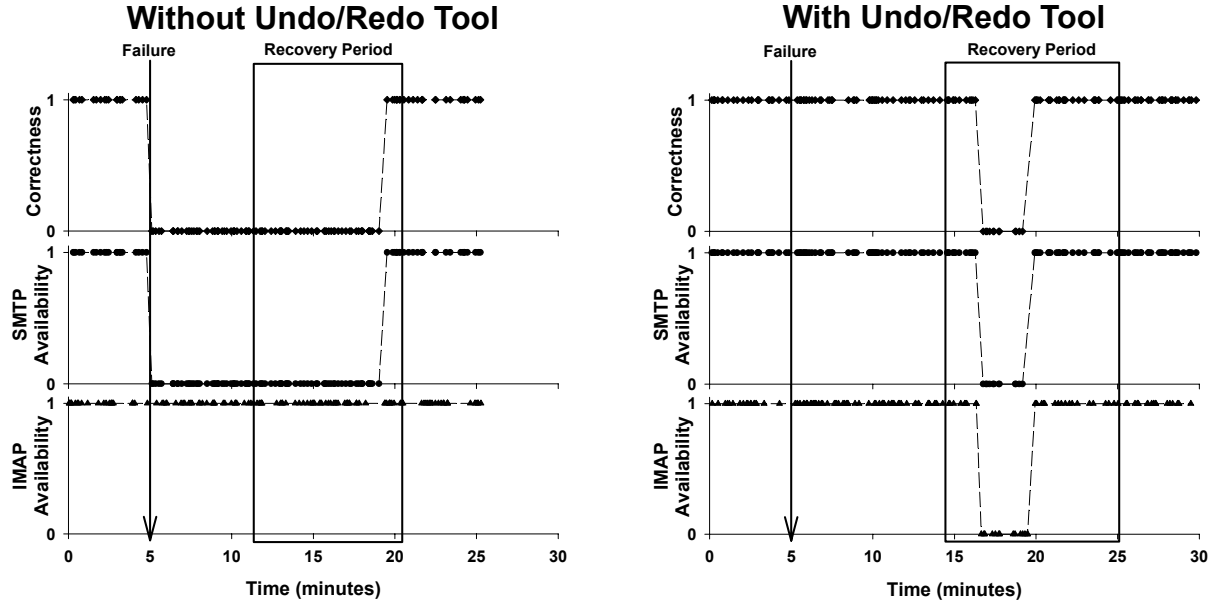 Without Undo/Redo Tool
Failure
Recovery Period
1
Correctness
0
1
SMTP
Availability
0
1
IMAP
Availability
0
0 5 10 15 20 25 30
Time (minutes)
With Undo/Redo Tool
Failure
Recovery Period
1
Correctness
0
1
SMTP
Availability
0
1
IMAP
Availability
0
0 5 10 15 20 25 30
Time (minutes)